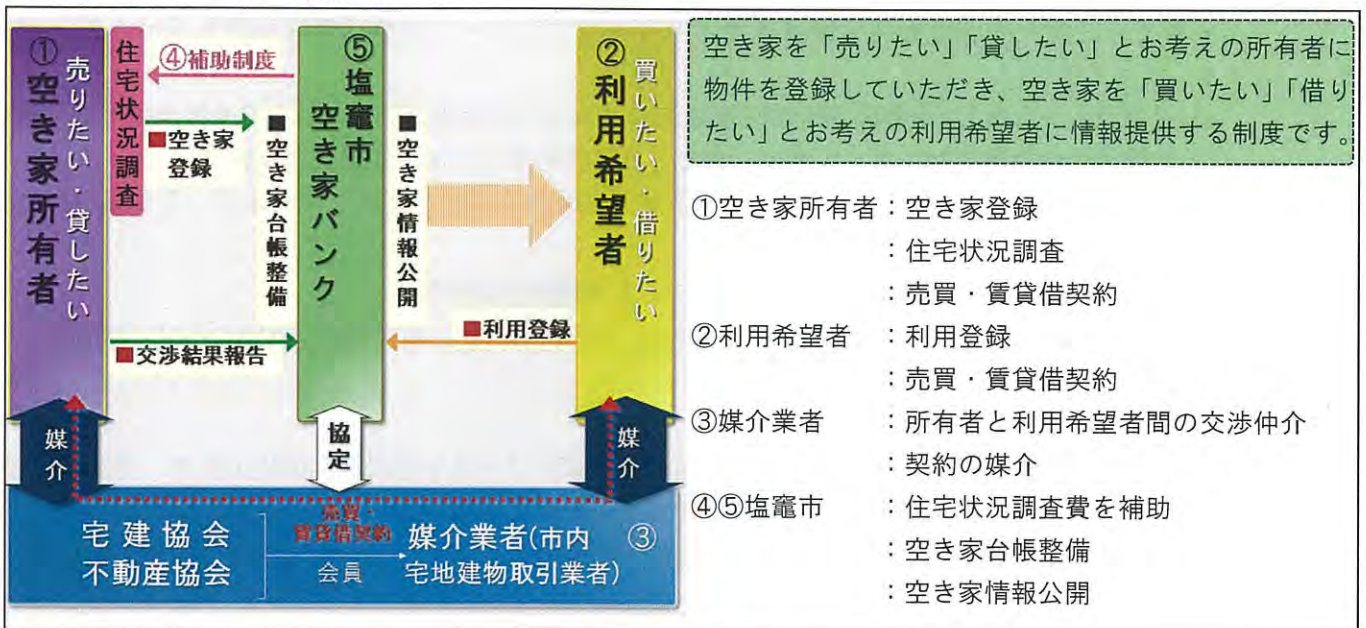 ①空き家所有者
売りたい・貸したい
住宅状況調査
④補助制度
■空き家
登録
■空き家台帳整備
⑤塩竈市
空き家バンク
■空き家情報公開
②利用希望者
買いたい・借りたい
■利用登録
■交渉結果報告
媒介
協定
媒介
売買・
賃貸借契約
宅建協会
不動産協会
会員
媒介業者(市内
宅地建物取引業者)
③
空き家を「売りたい」「貸したい」とお考えの所有者に
物件を登録していただき、空き家を「買いたい」「借り
たい」とお考えの利用希望者に情報提供する制度です。
①空き家所有者:空き家登録
:住宅状況調査
:売買・賃貸借契約
②利用希望者:利用登録
:売買・賃貸借契約
③媒介業者:所有者と利用希望者間の交渉仲介
:契約の媒介
④⑤塩竈市:住宅状況調査費を補助
:空き家台帳整備
:空き家情報公開